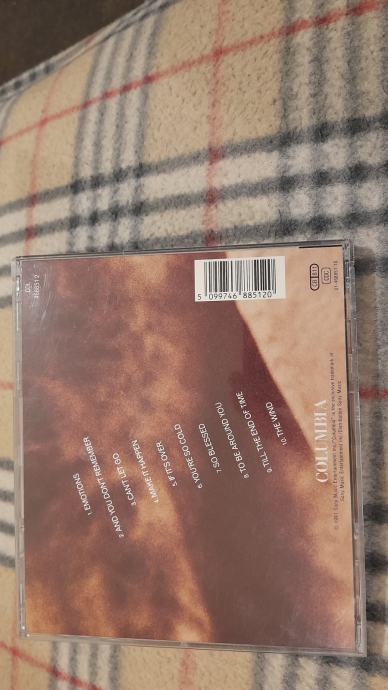 1 EMOTIONS
2 AND YOU DON'T REMEMBER
3 CAN'T LET GO
4 MAKE IT HAPPEN
5 IF IT'S OVER
6 YOU'RE SO COLD
7 SO BLESSED
8 TO BE AROUND YOU
9 TILL THE END OF TIME
10 THE WIND
COLUMBIA
5 099746 885120